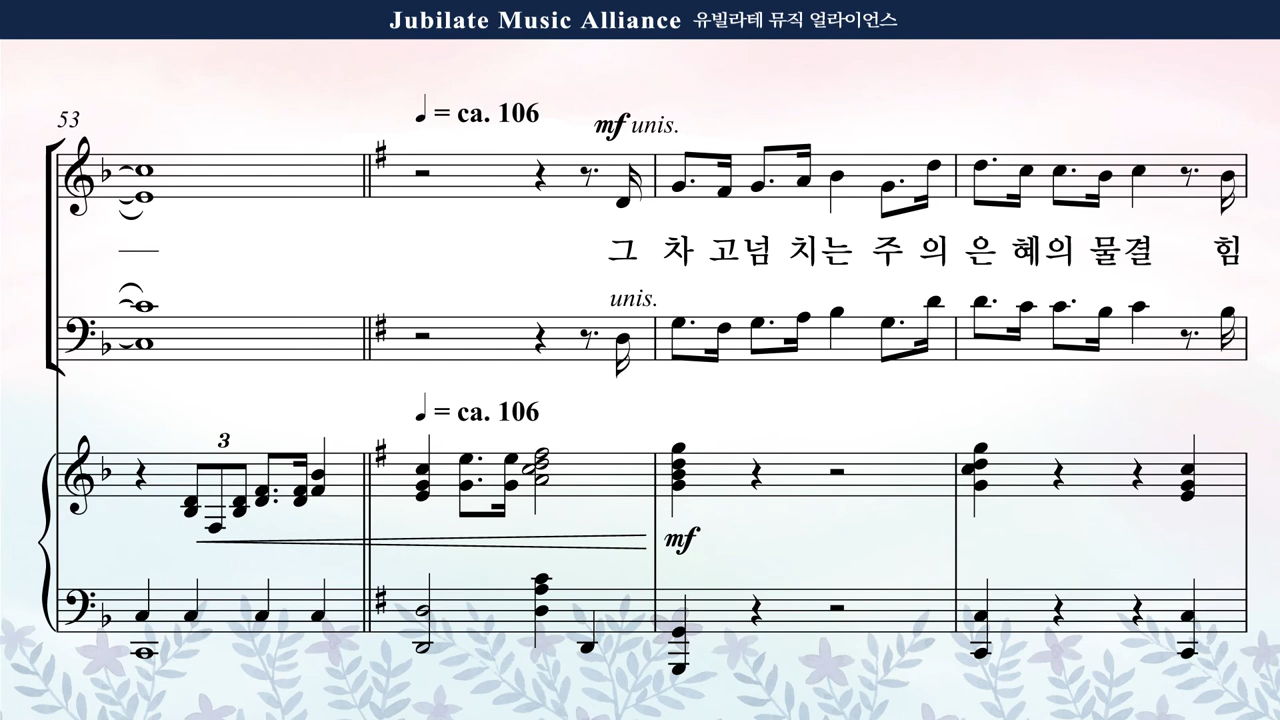 Jubilate Music Alliance 유빌라테 뮤직 얼라이언스
53
♩ = ca. 106
mf unis.
그 차 고넘 치는 주 의 은 혜의 물결 힘
unis.
♩ = ca. 106
3
mf